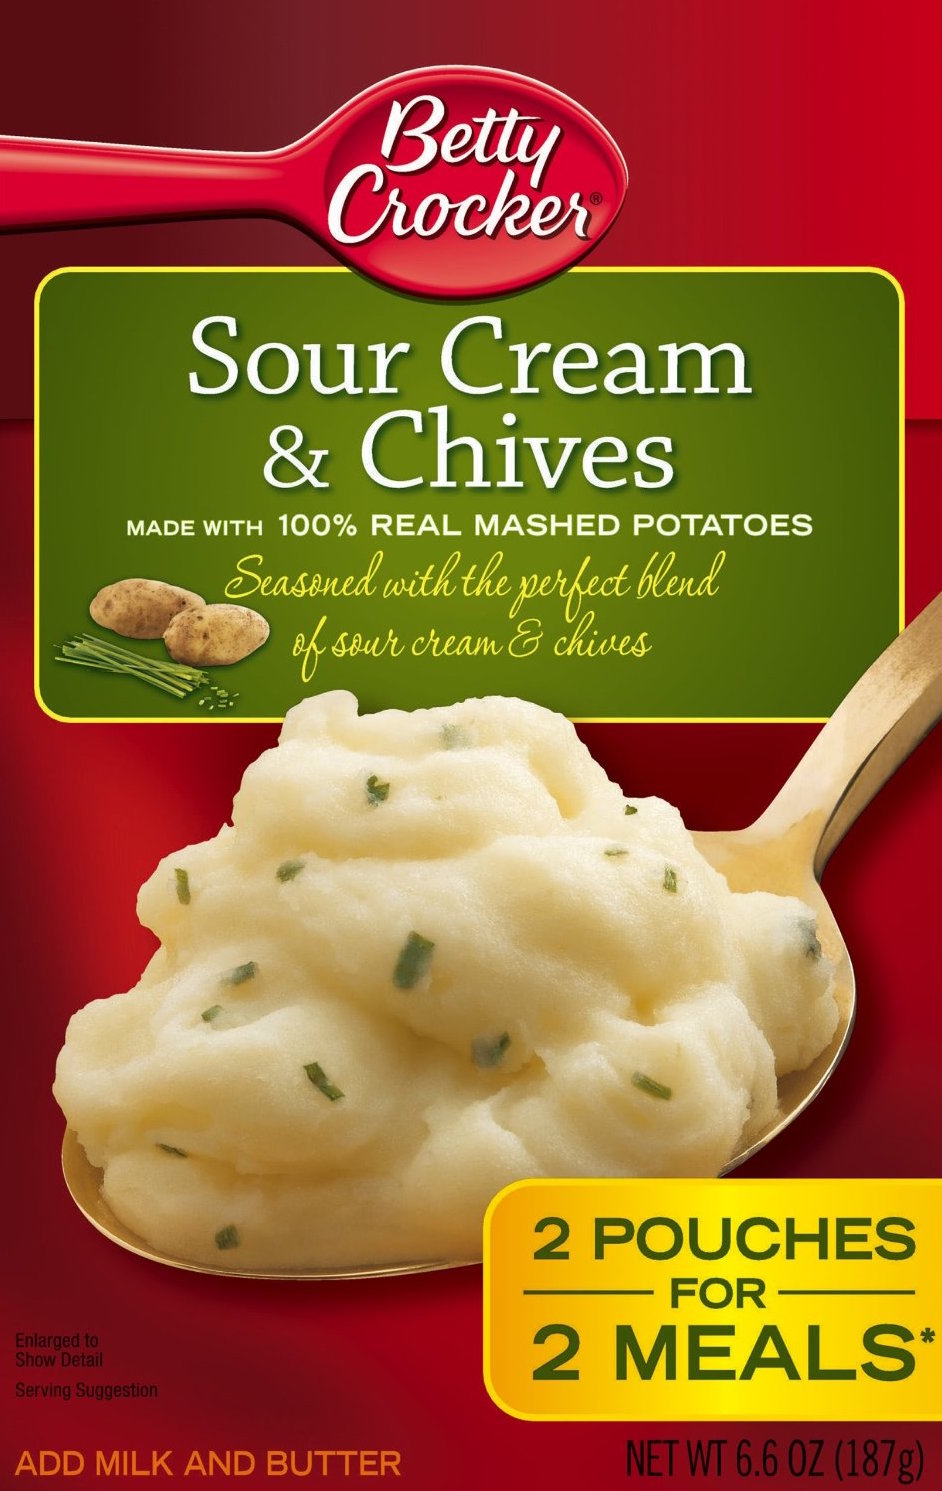 Betty
Crocker®
Sour Cream
& Chives
MADE WITH 100% REAL MASHED POTATOES
Seasoned with the perfect blend
of sour cream & chives
2 POUCHES
FOR
2 MEALS*
Enlarged to
Show Detail
Serving Suggestion
ADD MILK AND BUTTER
NET WT 6.6 OZ (187g)